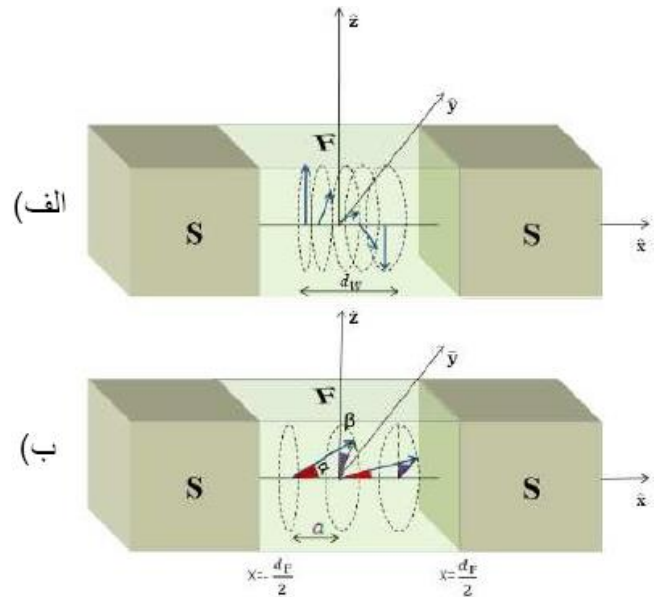 ẑ
ŷ
F
الف)
S
S
x̂
d_W
ẑ
ŷ
F
β
ب)
α
S
S
x̂
a
x=-d_F/2
x=d_F/2